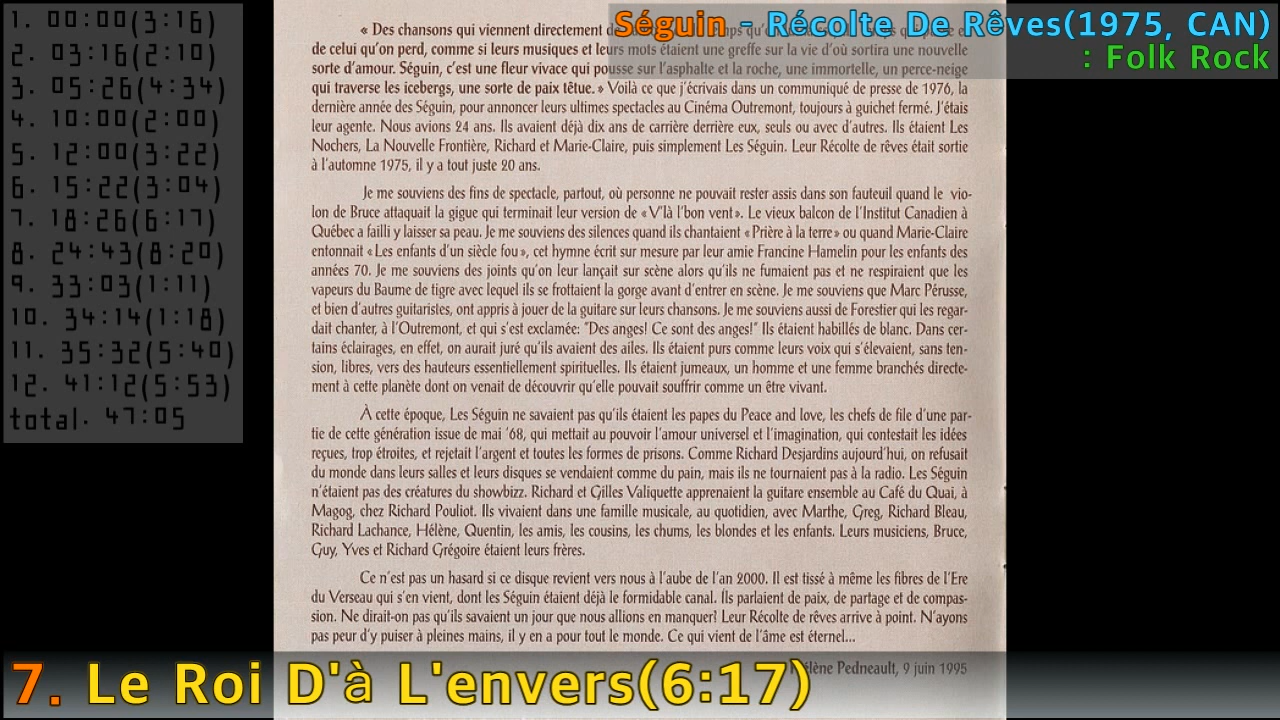 1. 00:00(3:16)
2. 03:16(2:10)
3. 05:26(4:34)
4. 10:00(2:00)
5. 12:00(3:22)
6. 15:22(3:04)
7. 18:26(6:17)
8. 24:43(8:20)
9. 33:03(1:11)
10. 34:14(1:18)
11. 35:32(5:40)
12. 41:12(5:53)
total. 47:05
Séguin - Récolte De Rêves(1975, CAN)
: Folk Rock
« Des chansons qui viennent directement
de celui qu'on perd, comme si leurs musiques et leurs mots étaient une greffe sur la vie d'où sortira une nouvelle
sorte d'amour. Séguin, c'est une fleur vivace qui pousse sur l'asphalte et la roche, une immortelle, un perce-neige
qui traverse les icebergs, une sorte de paix têtue. » Voilà ce que j'écrivais dans un communiqué de presse de 1976, la
dernière année des Séguin, pour annoncer leurs ultimes spectacles au Cinéma Outremont, toujours à guichet fermé. J'étais
leur agente. Nous avions 24 ans. Ils avaient déjà dix ans de carrière derrière eux, seuls ou avec d'autres. Ils étaient Les
Nochers, La Nouvelle Frontière, Richard et Marie-Claire, puis simplement Les Séguin. Leur Récolte de rêves était sortie
à l'automne 1975, il y a tout juste 20 ans.
Je me souviens des fins de spectacle, partout, où personne ne pouvait rester assis dans son fauteuil quand le vio-
lon de Bruce attaquait la gigue qui terminait leur version de «V'là l'bon vent». Le vieux balcon de l'Institut Canadien à
Québec a failli y laisser sa peau. Je me souviens des silences quand ils chantaient «Prière à la terre» ou quand Marie-Claire
entonnait «Les enfants d'un siècle fou», cet hymne écrit sur mesure par leur amie Francine Hamelin pour les enfants des
années 70. Je me souviens des joints qu'on leur lançait sur scène alors qu'ils ne fumaient pas et ne respiraient que les
vapeurs du Baume de tigre avec lequel ils se frottaient la gorge avant d'entrer en scène. Je me souviens que Marc Pérusse,
et bien d'autres guitaristes, ont appris à jouer de la guitare sur leurs chansons. Je me souviens aussi de Forestier qui les regar-
dait chanter, à l'Outremont, et qui s'est exclamée: "Des anges! Ce sont des anges!" Ils étaient habillés de blanc. Dans cer-
tains éclairages, en effet, on aurait juré qu'ils avaient des ailes. Ils étaient purs comme leurs voix qui s'élevaient, sans ten-
sion, libres, vers des hauteurs essentiellement spirituelles. Ils étaient jumeaux, un homme et une femme branchés directe-
ment à cette planète dont on venait de découvrir qu'elle pouvait souffrir comme un être vivant.
À cette époque, Les Séguin ne savaient pas qu'ils étaient les papes du Peace and love, les chefs de file d'une par-
tie de cette génération issue de mai '68, qui mettait au pouvoir l'amour universel et l'imagination, qui contestait les idées
reçues, trop étroites, et rejetait l'argent et toutes les formes de prisons. Comme Richard Desjardins aujourd'hui, on refusait
du monde dans leurs salles et leurs disques se vendaient comme du pain, mais ils ne tournaient pas à la radio. Les Séguin
n'étaient pas des créatures du showbizz. Richard et Gilles Valiquette apprenaient la guitare ensemble au Café du Quai, à
Magog, chez Richard Pouliot. Ils vivaient dans une famille musicale, au quotidien, avec Marthe, Greg, Richard Bleau,
Richard Lachance, Hélène, Quentin, les amis, les cousins, les chums, les blondes et les enfants. Leurs musiciens, Bruce,
Guy, Yves et Richard Grégoire étaient leurs frères.
Ce n'est pas un hasard si ce disque revient vers nous à l'aube de l'an 2000. Il est tissé à même les fibres de l'Ere
du Verseau qui s'en vient, dont les Séguin étaient déjà le formidable canal. Ils parlaient de paix, de partage et de compas-
sion. Ne dirait-on pas qu'ils savaient un jour que nous allions en manquer? Leur Récolte de rêves arrive à point. N'ayons
pas peur d'y puiser à pleines mains, il y en a pour tout le monde. Ce qui vient de l'âme est éternel...
lène Pedneault, 9 juin 1995
7. Le Roi D'à L'envers(6:17)